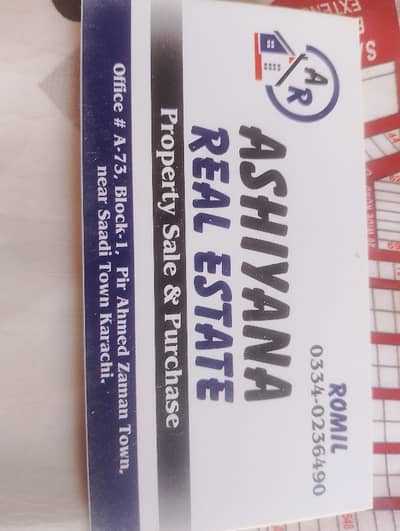 AR
ROMIL
0334-0236490
ASHIYANA
REAL ESTATE
Property Sale & Purchase
Office # A-73, Block-1, Pir Ahmed Zaman Town,
near Saadi Town Karachi.